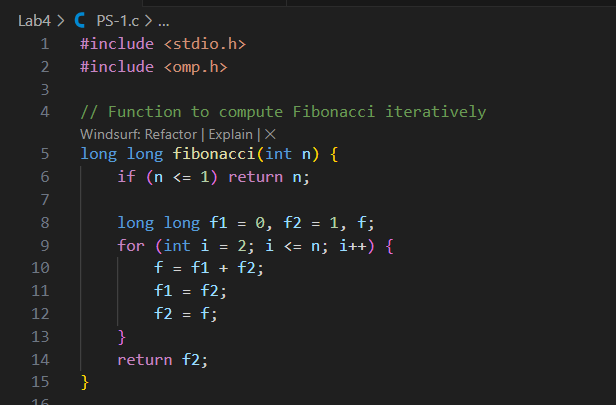 Lab4 > C PS-1.c > ...
1 #include <stdio.h>
2 #include <omp.h>
3
4 // Function to compute Fibonacci iteratively
Windsurf: Refactor | Explain | ×
5 long long fibonacci(int n) {
6 if (n <= 1) return n;
7
8 long long f1 = 0, f2 = 1, f;
9 for (int i = 2; i <= n; i++) {
10 f = f1 + f2;
11 f1 = f2;
12 f2 = f;
13 }
14 return f2;
15 }
16